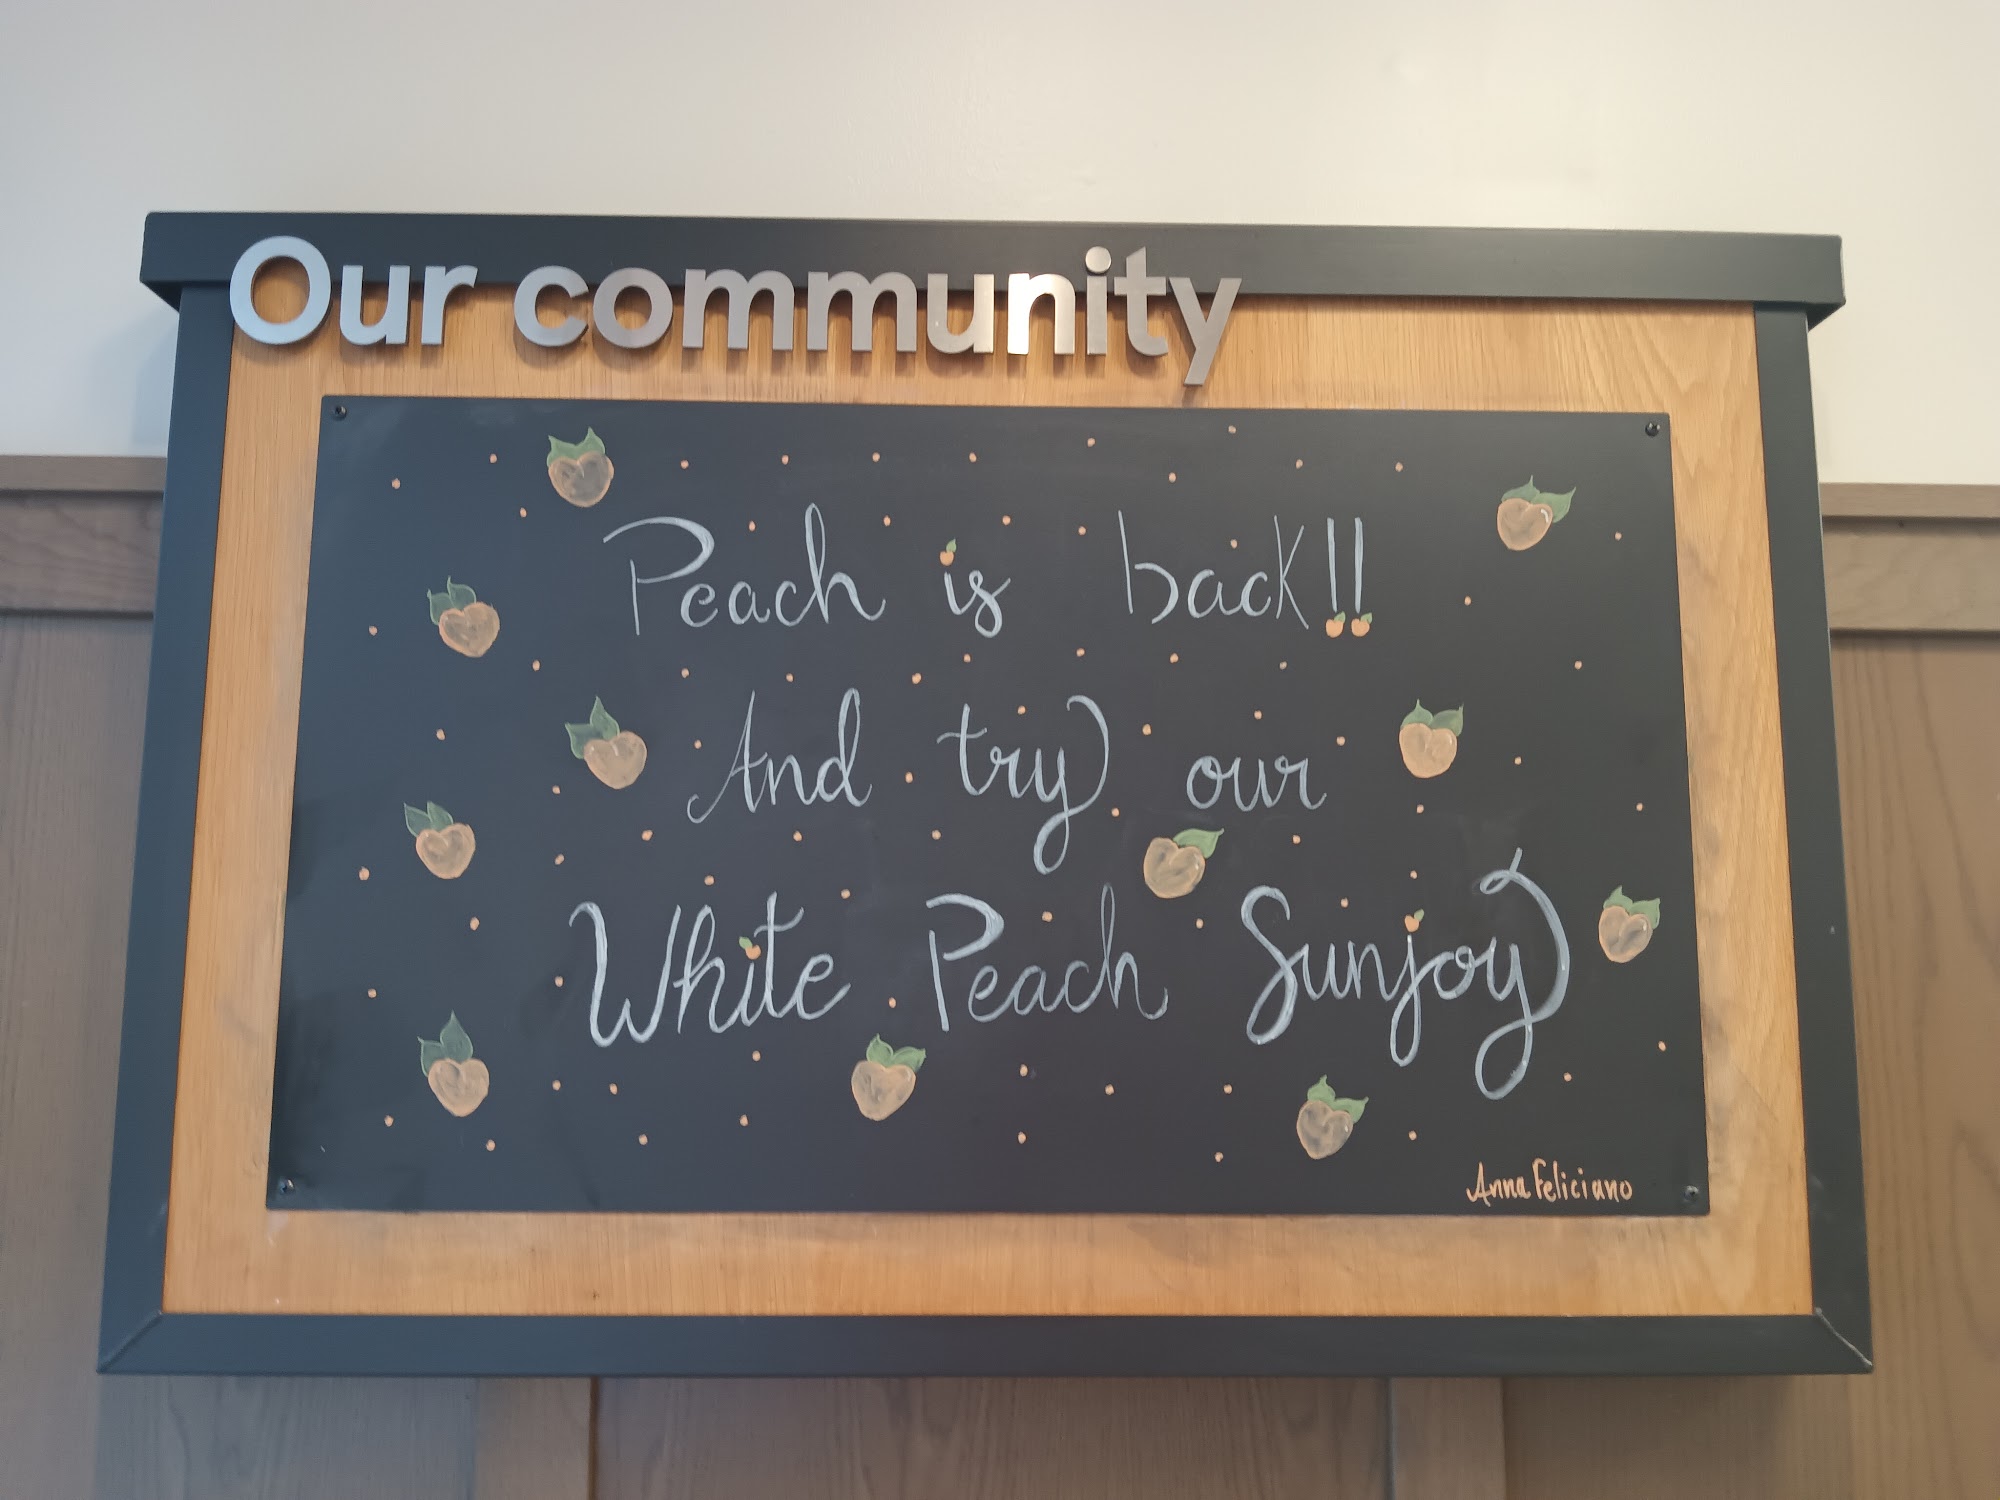 Our community
Peach is back!!
And try our
White Peach Sunjoy
Anna Feliciano